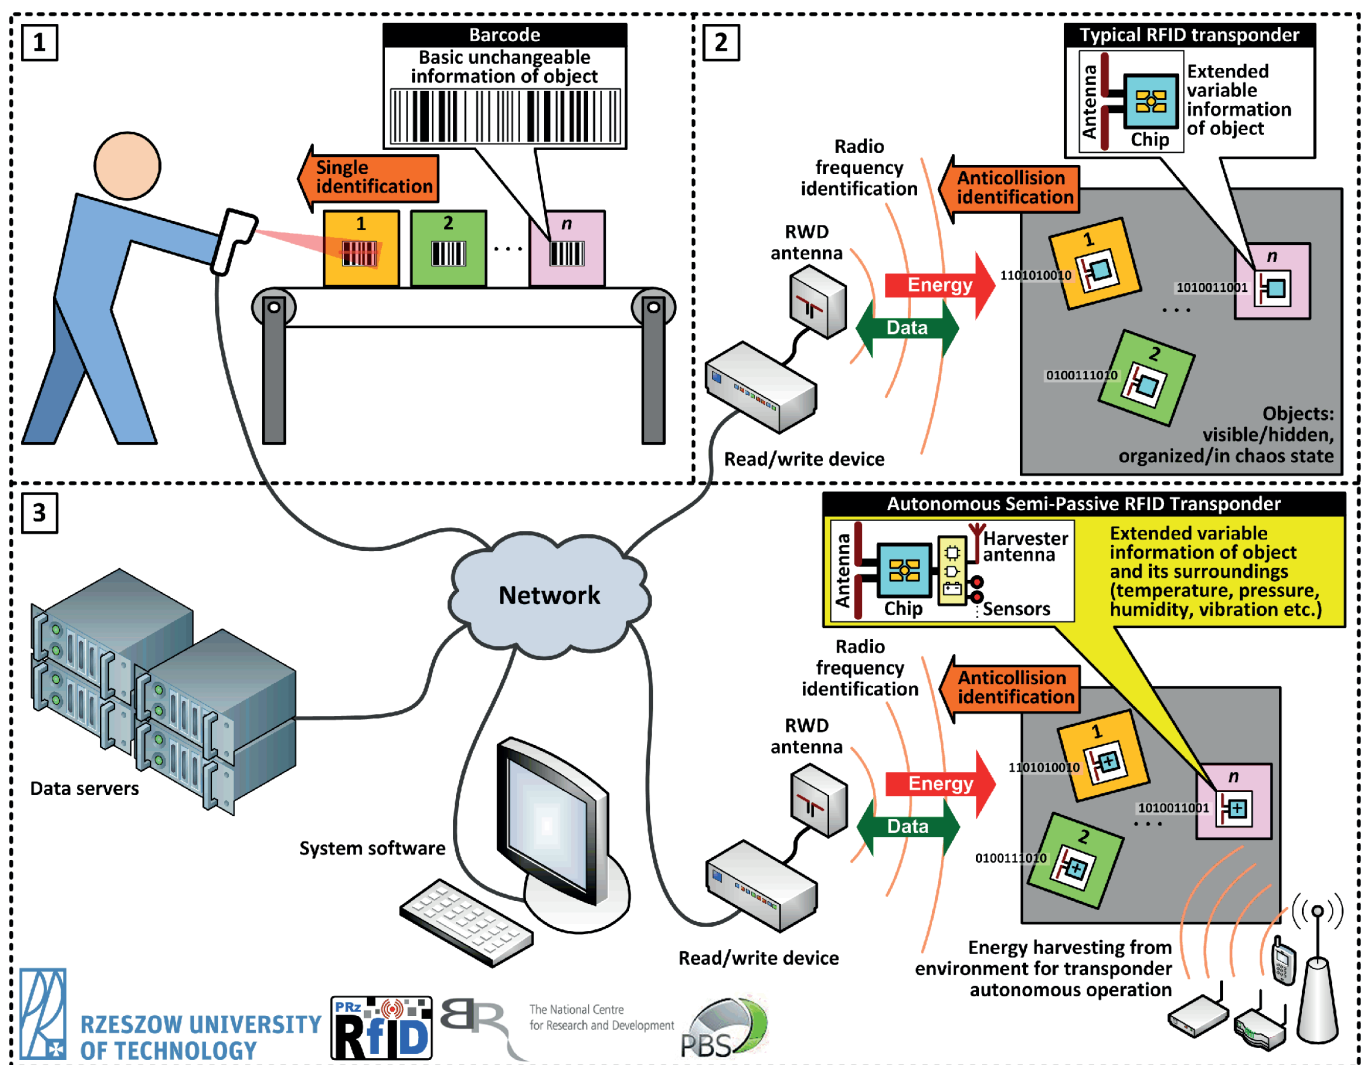 1
Barcode
Basic unchangeable
information of object
Single
identification
1
2
...
n
2
Typical RFID transponder
Antenna
Chip
Extended
variable
information
of object
Radio
frequency
identification
Anticollision
identification
RWD
antenna
Energy
Data
Read/write device
1
1101010010
n
1010011001
...
2
0100111010
Objects:
visible/hidden,
organized/in chaos state
3
Network
Data servers
System software
Autonomous Semi-Passive RFID Transponder
Antenna
Chip
Harvester
antenna
Sensors
Extended variable
information of object
and its surroundings
(temperature, pressure,
humidity, vibration etc.)
Radio
frequency
identification
Anticollision
identification
RWD
antenna
Energy
Data
Read/write device
1
1101010010
n
1010011001
...
2
0100111010
Energy harvesting from
environment for transponder
autonomous operation
RZESZOW UNIVERSITY
OF TECHNOLOGY
PRz
RfID
BR
The National Centre
for Research and Development
PBS